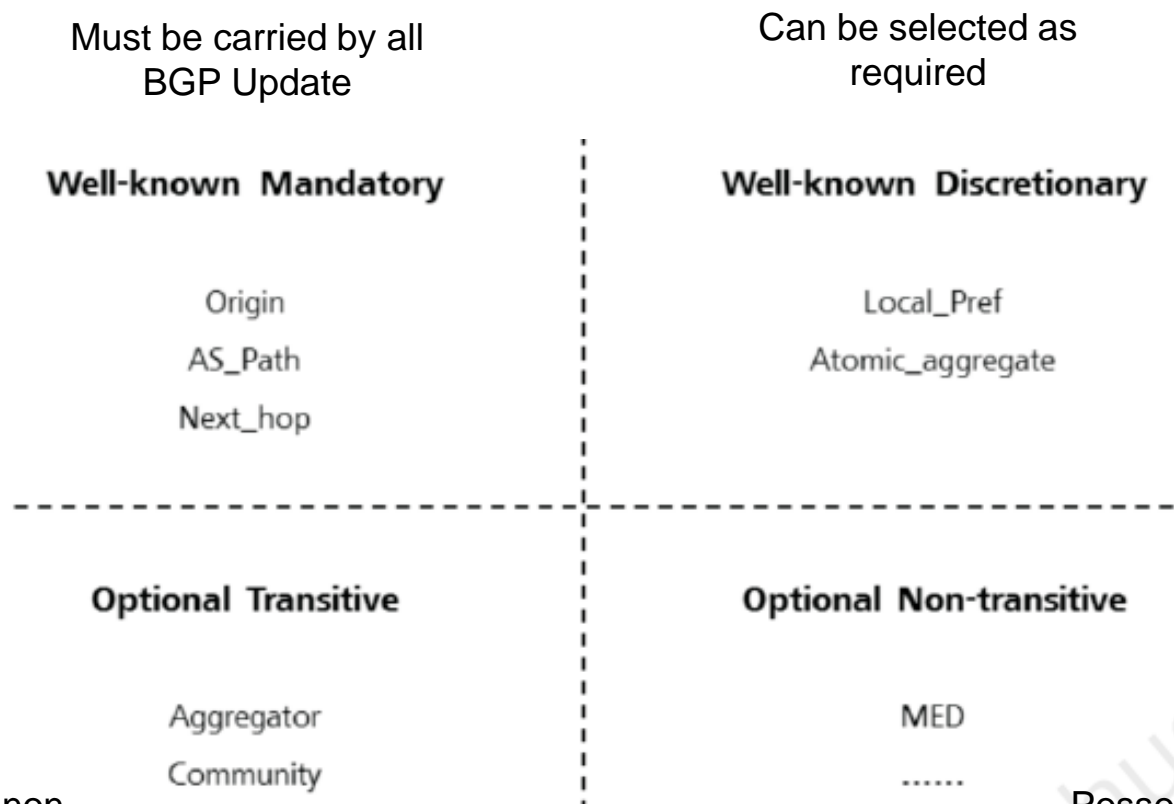 Must be carried by all
BGP Update
Can be selected as
required
Well-known Mandatory
Well-known Discretionary
Origin
AS_Path
Next_hop
Local_Pref
Atomic_aggregate
Optional Transitive
Optional Non-transitive
Aggregator
Community
MED
......